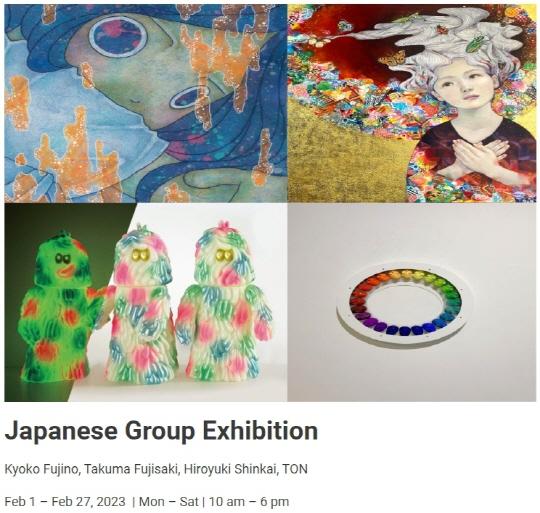 Japanese Group Exhibition
Kyoko Fujino, Takuma Fujisaki, Hiroyuki Shinkai, TON
Feb 1 – Feb 27, 2023 | Mon – Sat | 10 am – 6 pm